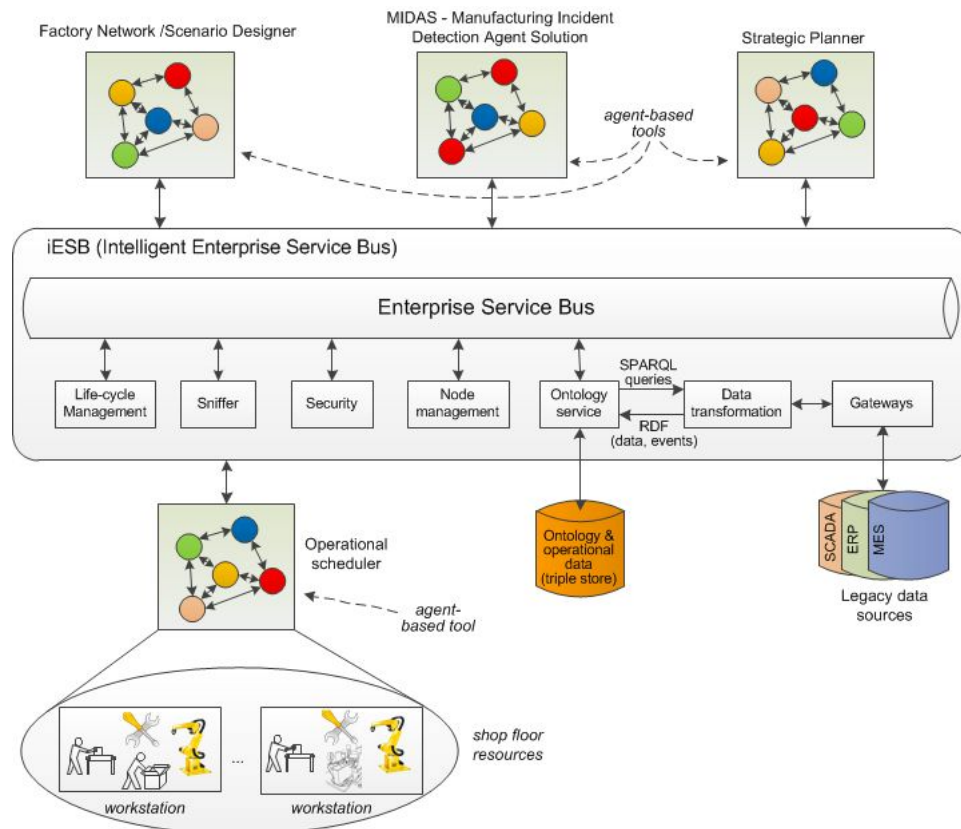 Factory Network /Scenario Designer
MIDAS - Manufacturing Incident
Detection Agent Solution
Strategic Planner
agent-based
tools
iESB (Intelligent Enterprise Service Bus)
Enterprise Service Bus
Life-cycle
Management
Sniffer
Security
Node
management
Ontology
service
SPARQL
queries
RDF
(data, events)
Data
transformation
Gateways
Operational
scheduler
agent-
based tool
Ontology &
operational
data
(triple store)
SCADA
ERP
MES
Legacy data
sources
shop floor
resources
...
workstation
workstation